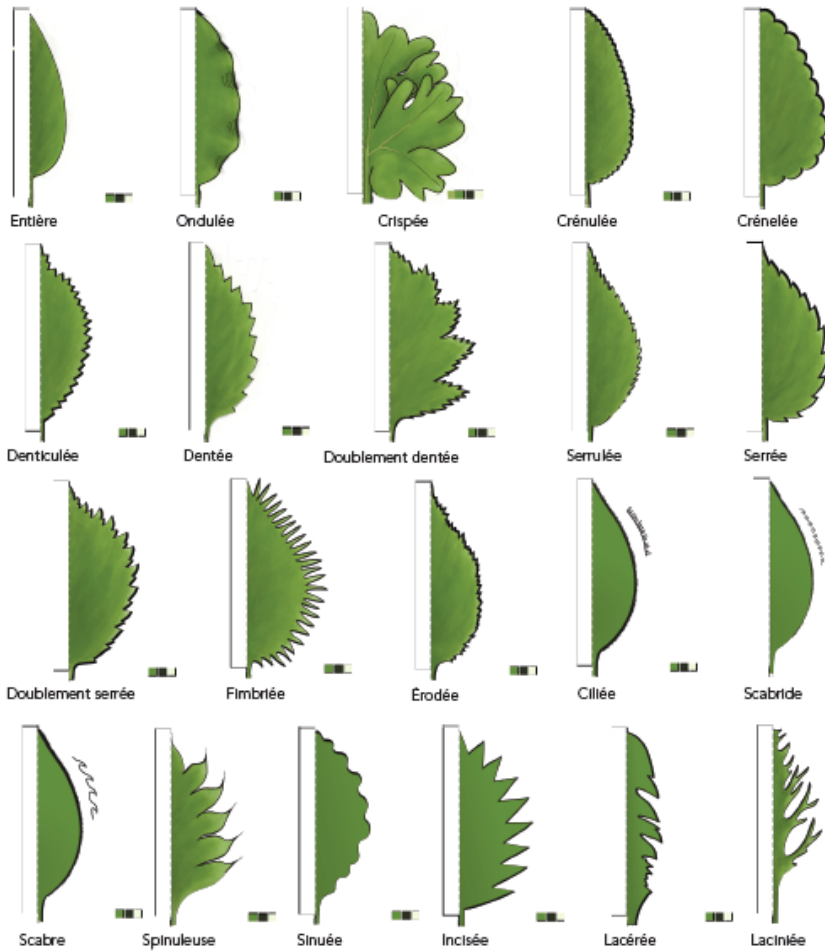 Entière
Ondulée
Crispée
Crénulée
Crénelée
Denticulée
Dentée
Doublement dentée
Serrulée
Serrée
Doublement serrée
Fimbriée
Érodée
Ciliée
Scabride
Scabre
Spinuleuse
Sinuée
Incisée
Lacérée
Laciniée